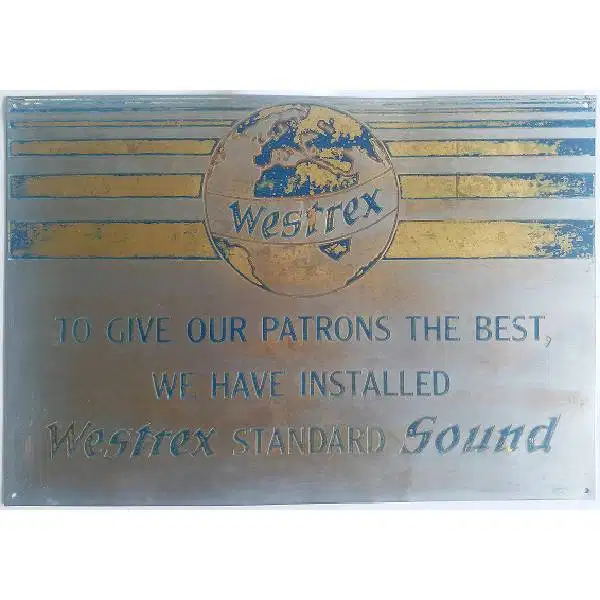 Westrex
TO GIVE OUR PATRONS THE BEST,
WE HAVE INSTALLED
Westrex STANDARD Sound